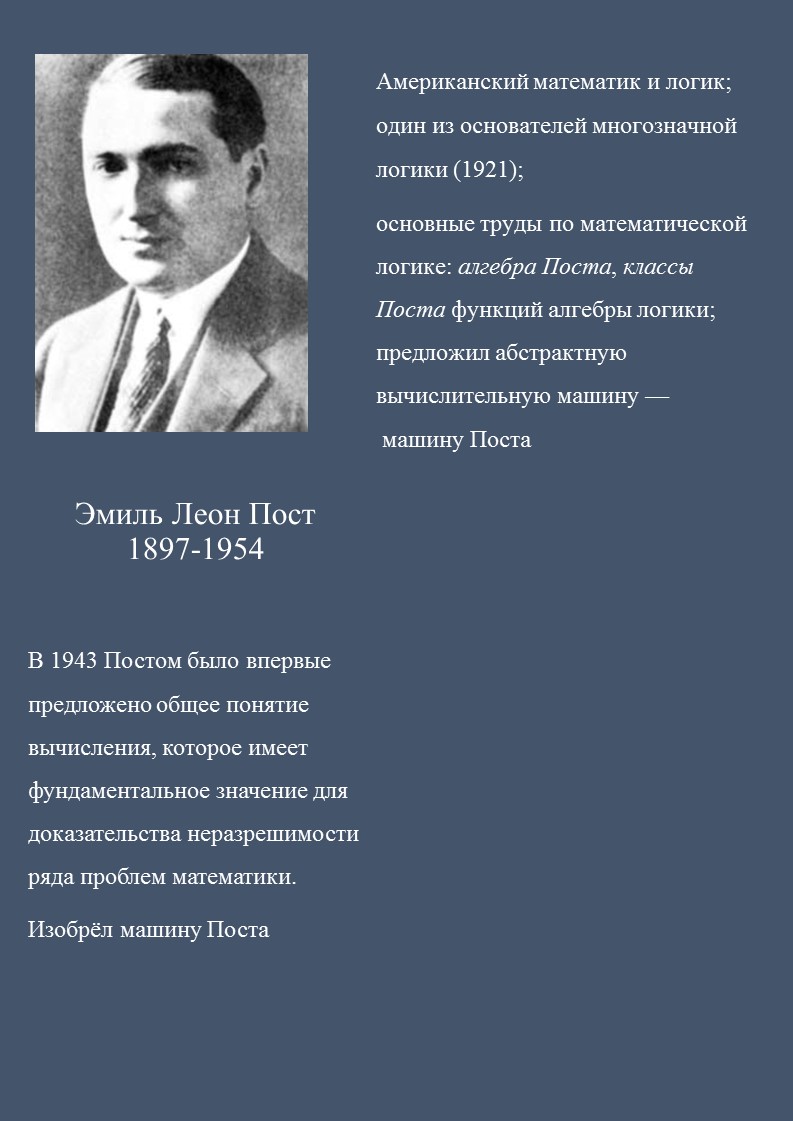 Американский математик и логик;
один из основателей многозначной
логики (1921);
основные труды по математической
логике: алгебра Поста, классы
Поста функций алгебры логики;
предложил абстрактную
вычислительную машину —
машину Поста
Эмиль Леон Пост
1897-1954
В 1943 Постом было впервые
предложено общее понятие
вычисления, которое имеет
фундаментальное значение для
доказательства неразрешимости
ряда проблем математики.
Изобрёл машину Поста